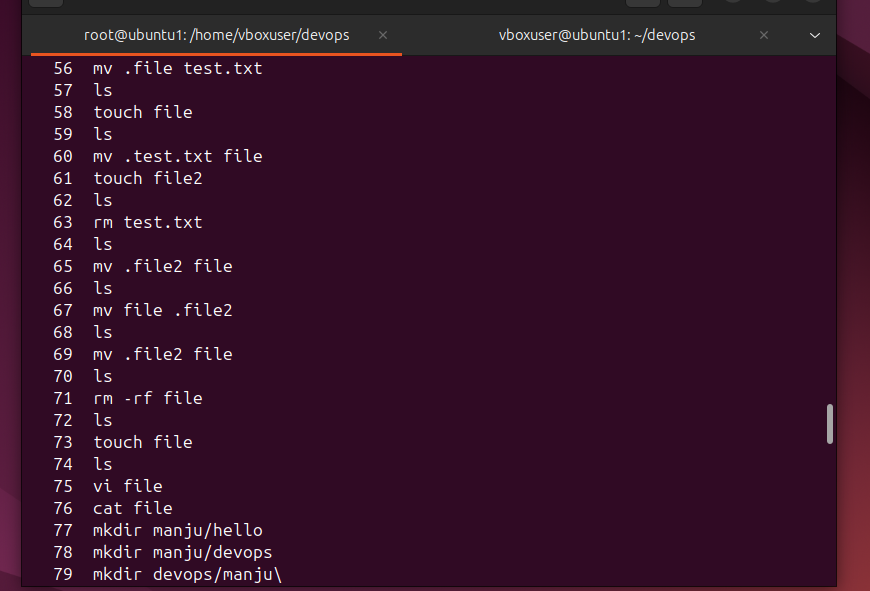 root@ubuntu1: /home/vboxuser/devops
vboxuser@ubuntu1: ~/devops
56 mv .file test.txt
57 ls
58 touch file
59 ls
60 mv .test.txt file
61 touch file2
62 ls
63 rm test.txt
64 ls
65 mv .file2 file
66 ls
67 mv file .file2
68 ls
69 mv .file2 file
70 ls
71 rm -rf file
72 ls
73 touch file
74 ls
75 vi file
76 cat file
77 mkdir manju/hello
78 mkdir manju/devops
79 mkdir devops/manju\